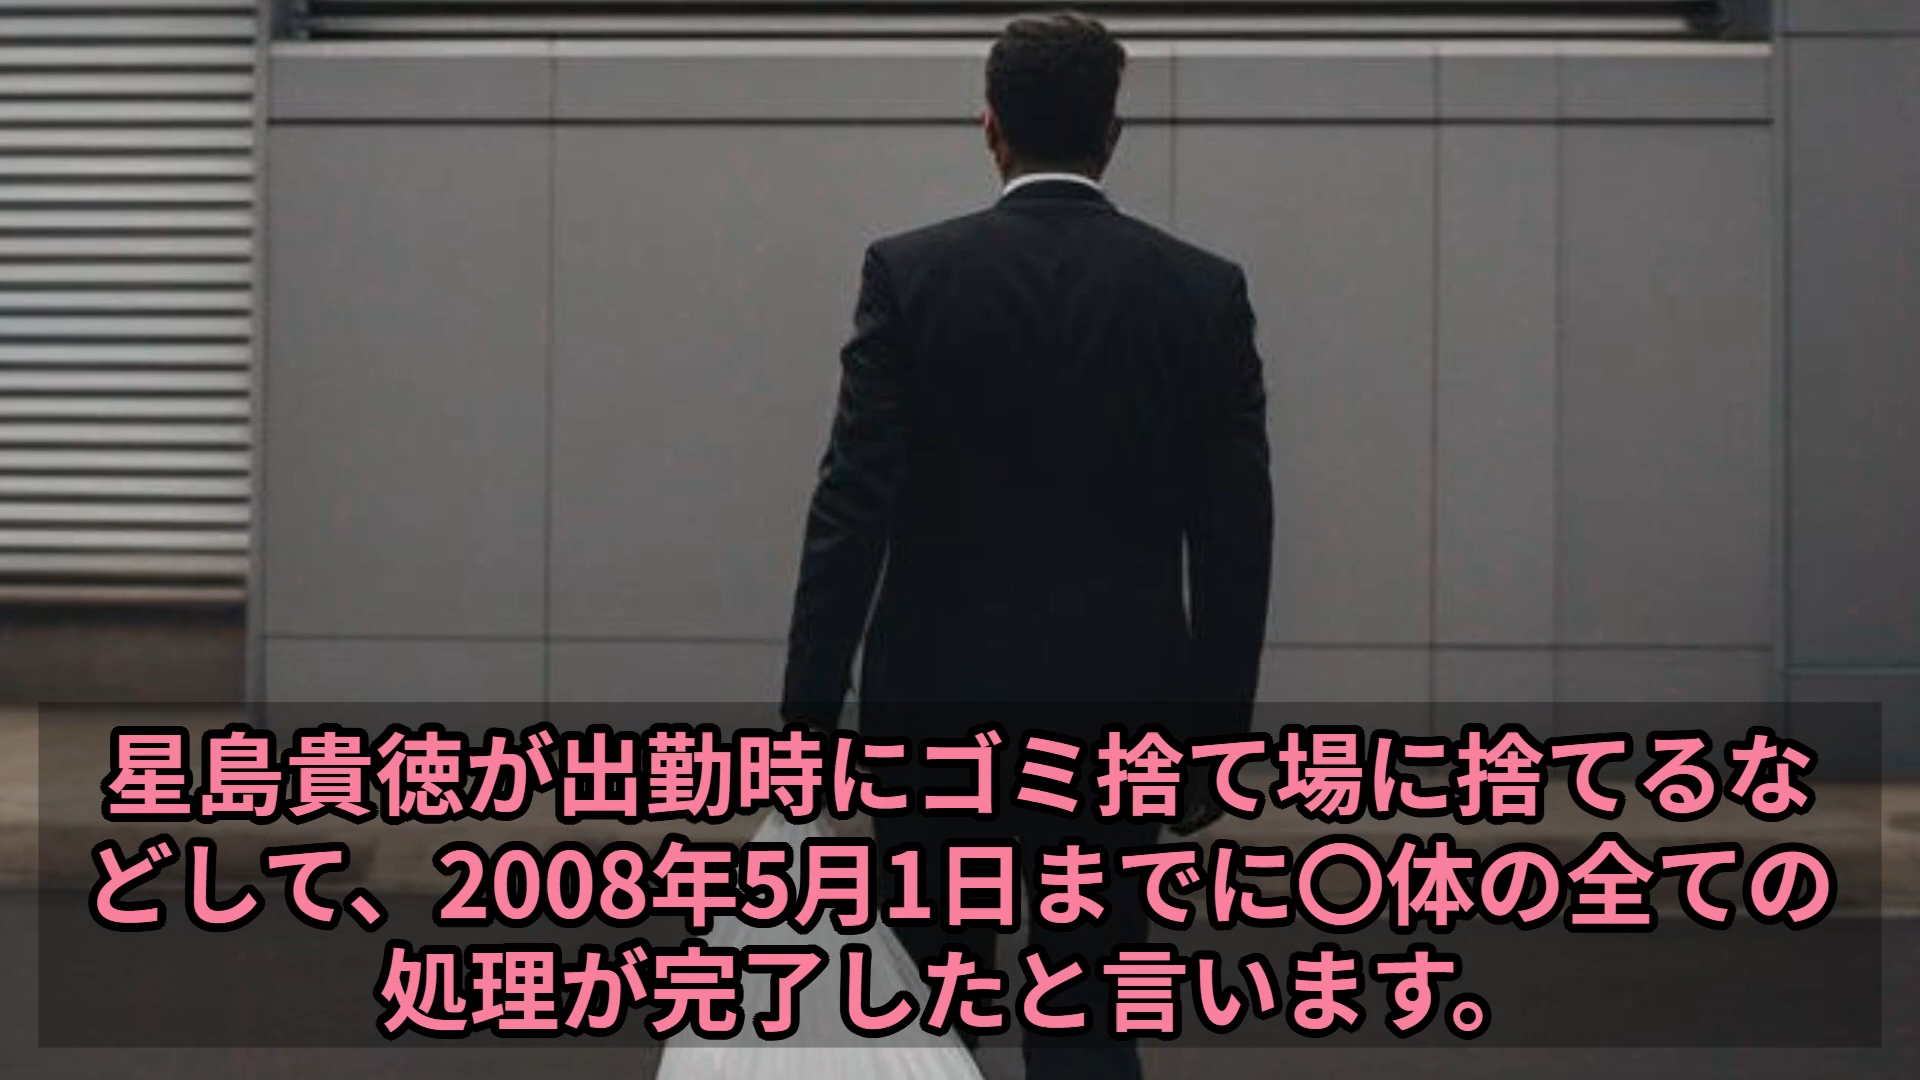 星島貴徳が出勤時にゴミ捨て場に捨てるな
どして、2008年5月1日までに〇体の全ての
処理が完了したと言います。